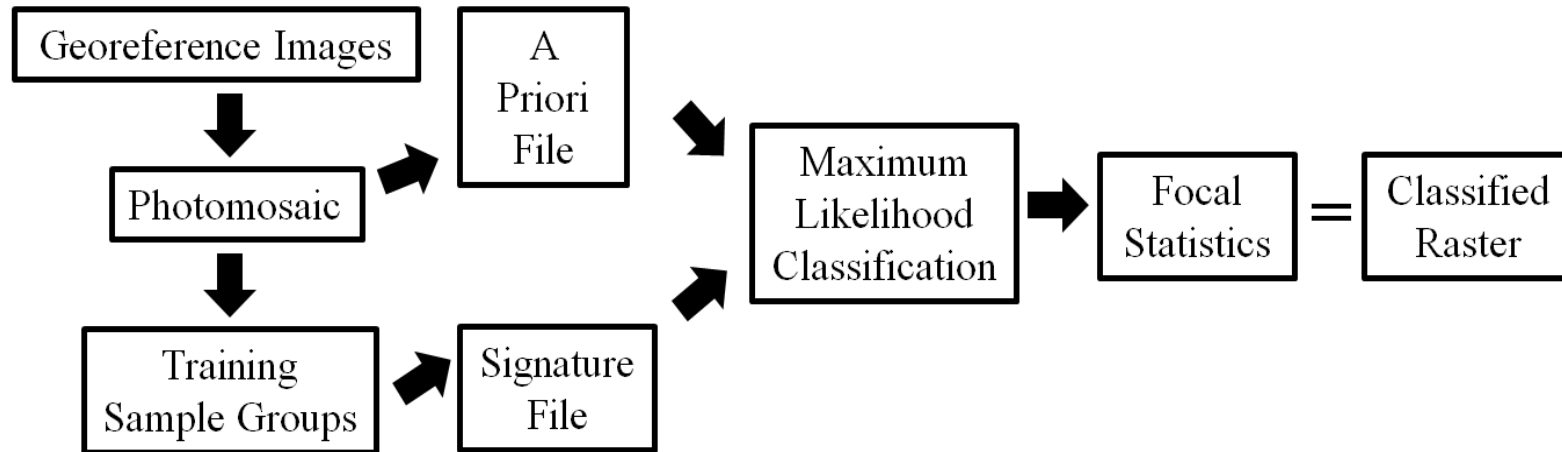 Georeference Images
Photomosaic
Training
Sample Groups
A
Priori
File
Signature
File
Maximum
Likelihood
Classification
Focal
Statistics
=
Classified
Raster